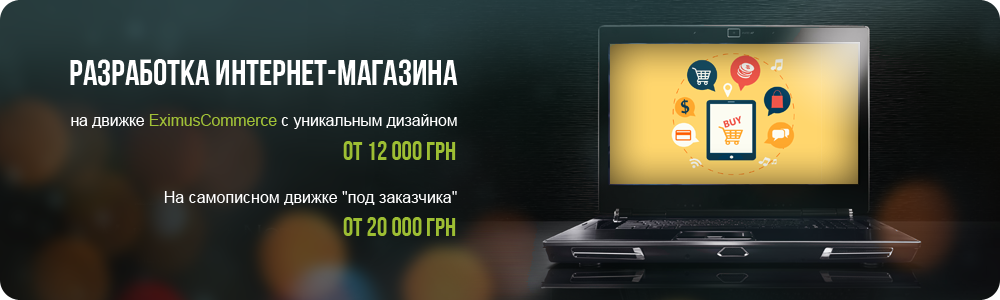 РАЗРАБОТКА ИНТЕРНЕТ-МАГАЗИНА
на движке EximusCommerce с уникальным дизайном
ОТ 12 000 ГРН
На самописном движке "под заказчика"
ОТ 20 000 ГРН
$
BUY